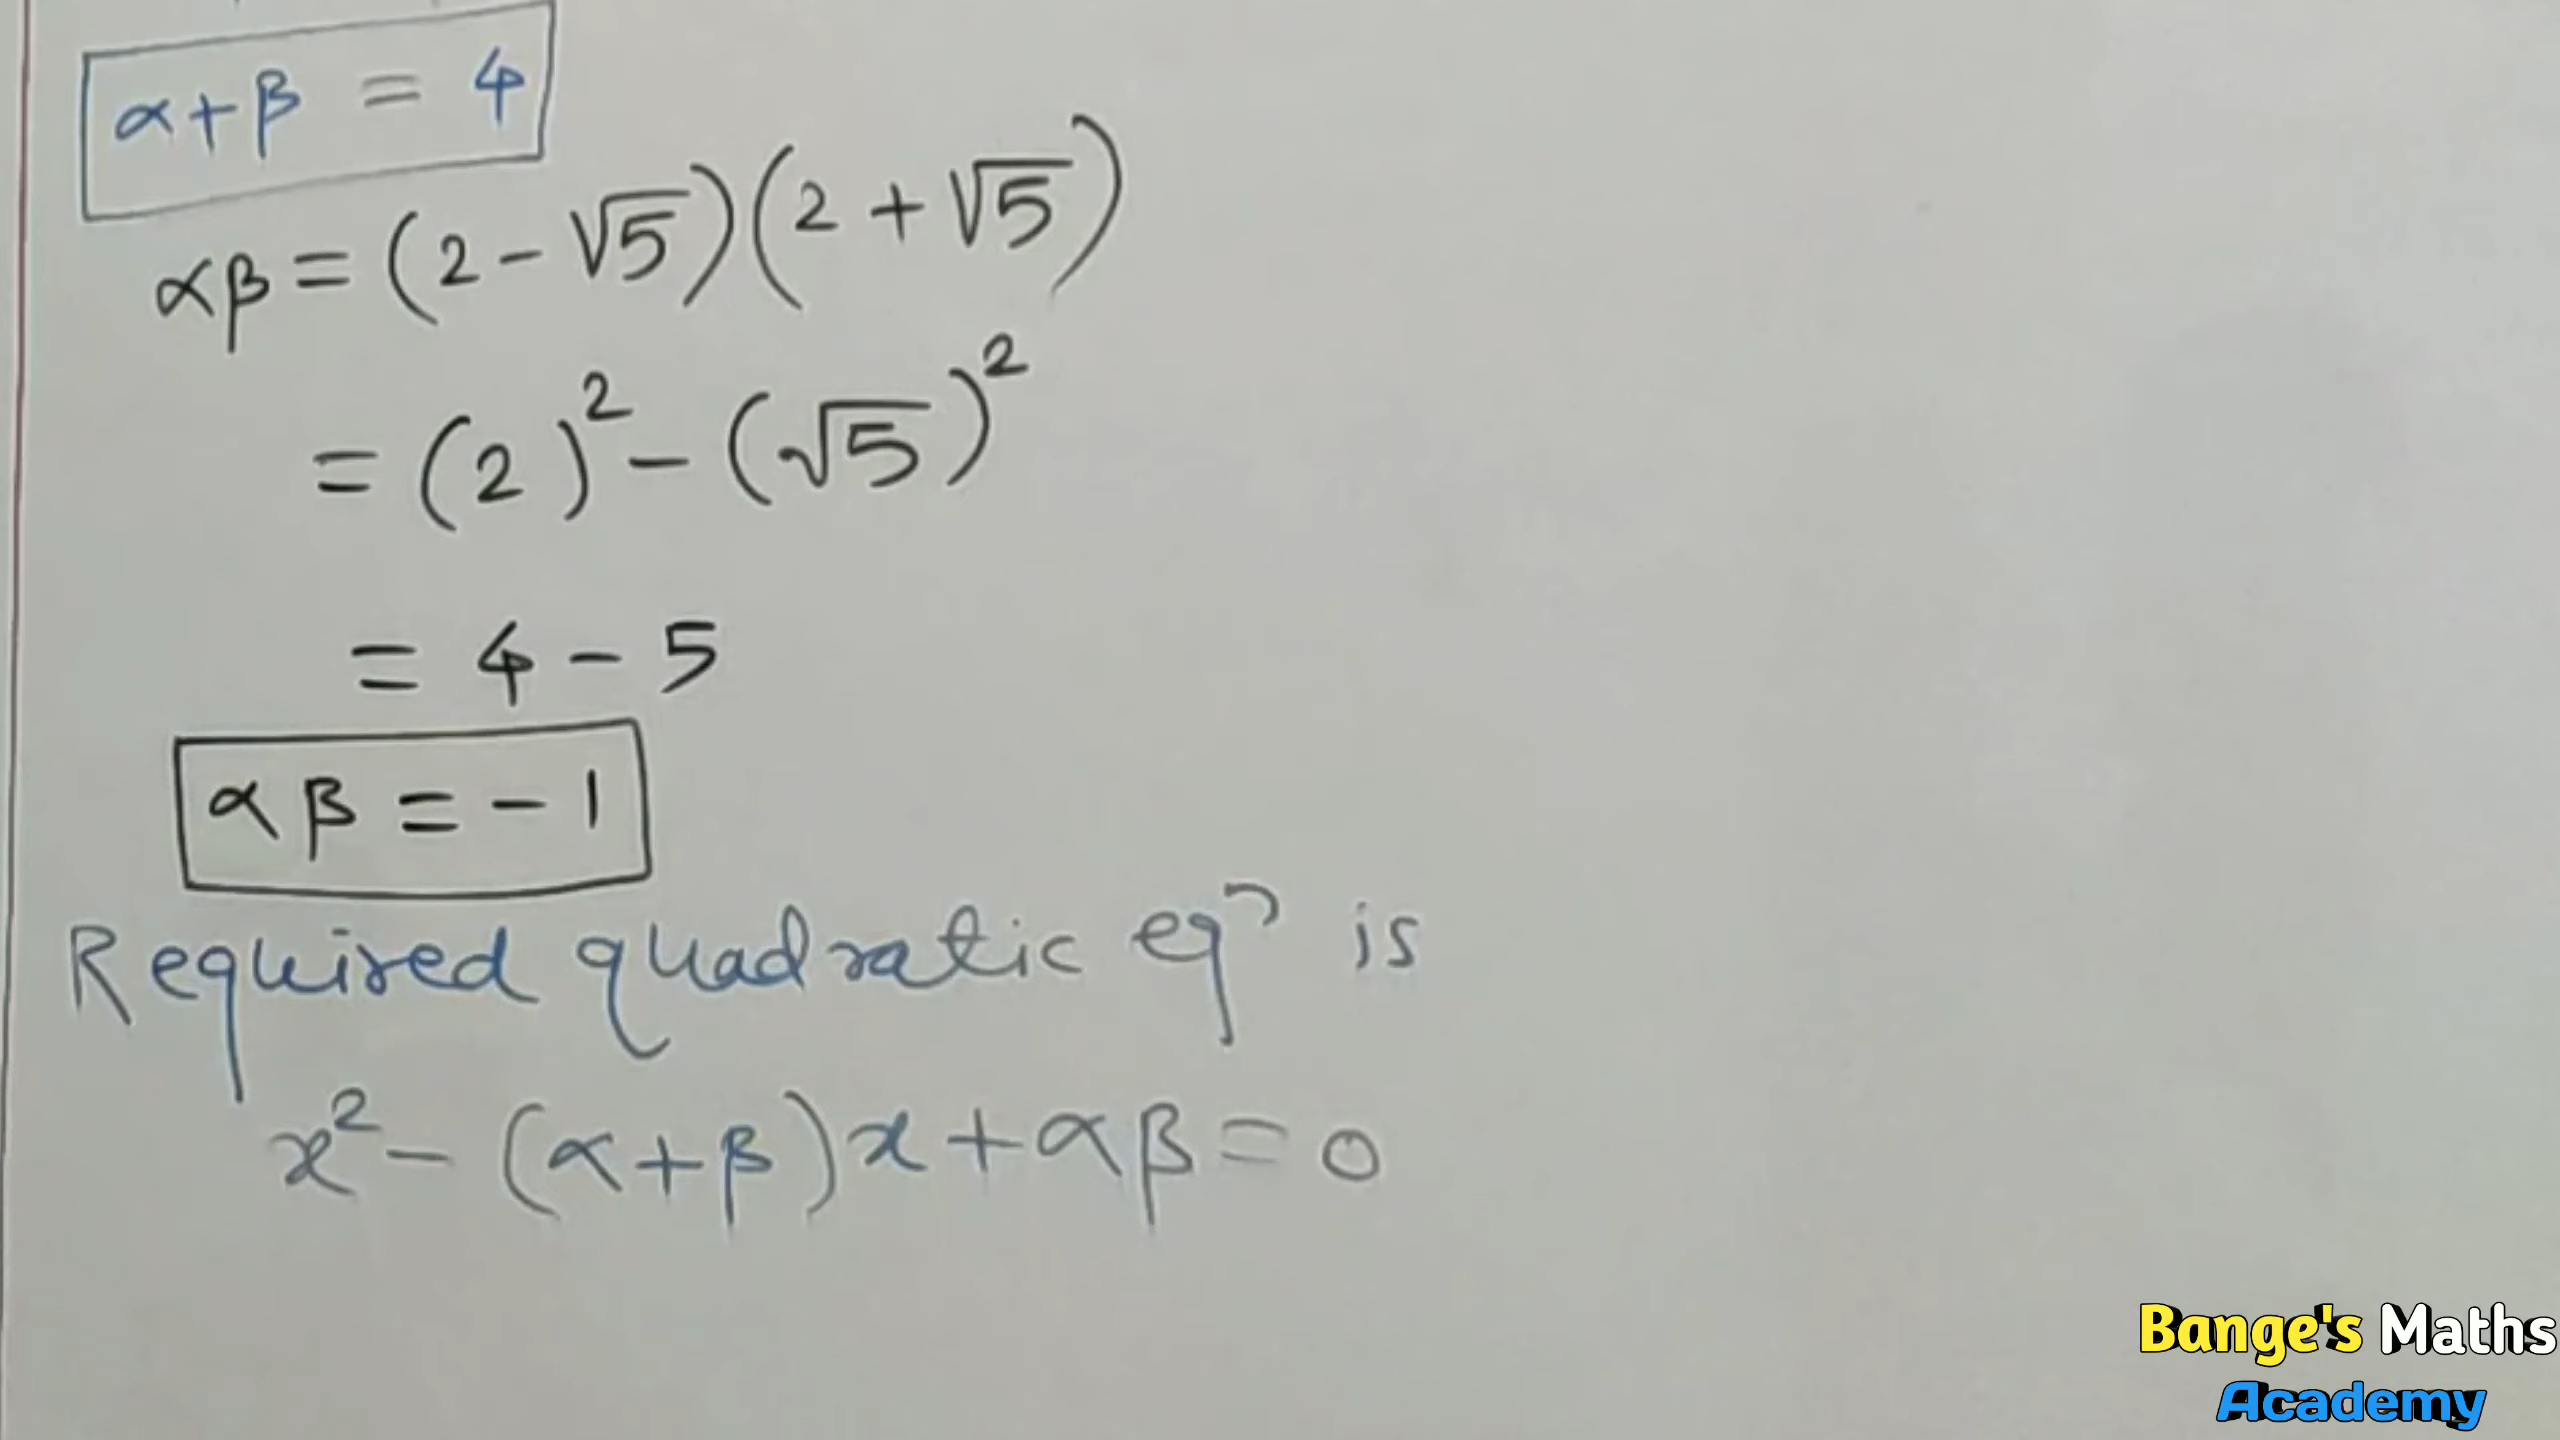 α+β = 4
αβ = (2 - √5)(2 + √5)
= (2)² - (√5)²
= 4 - 5
αβ = - 1
Required quadratic eqⁿ is
x² - (α+β)x + αβ = 0
Bange's Maths
Academy